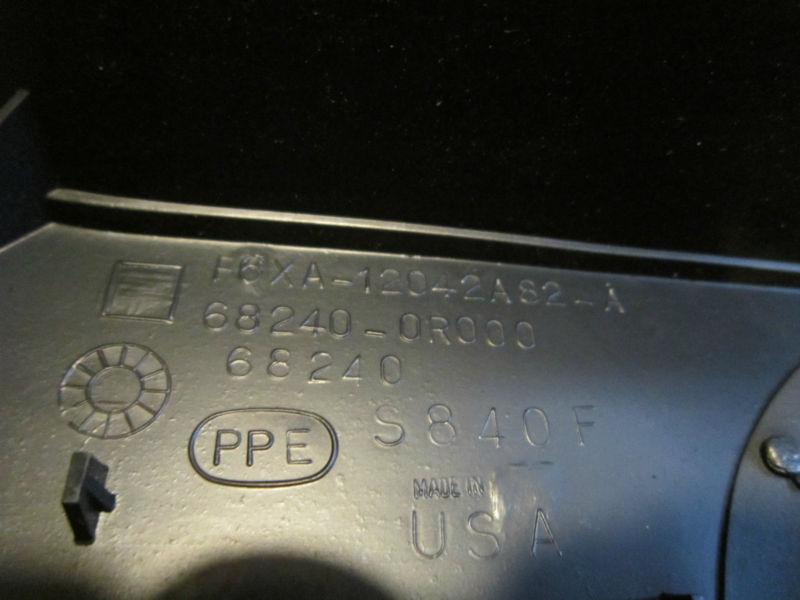 F6XA-12042A82-A
68240-0R000
68240
PPE S840F
MADE IN
USA